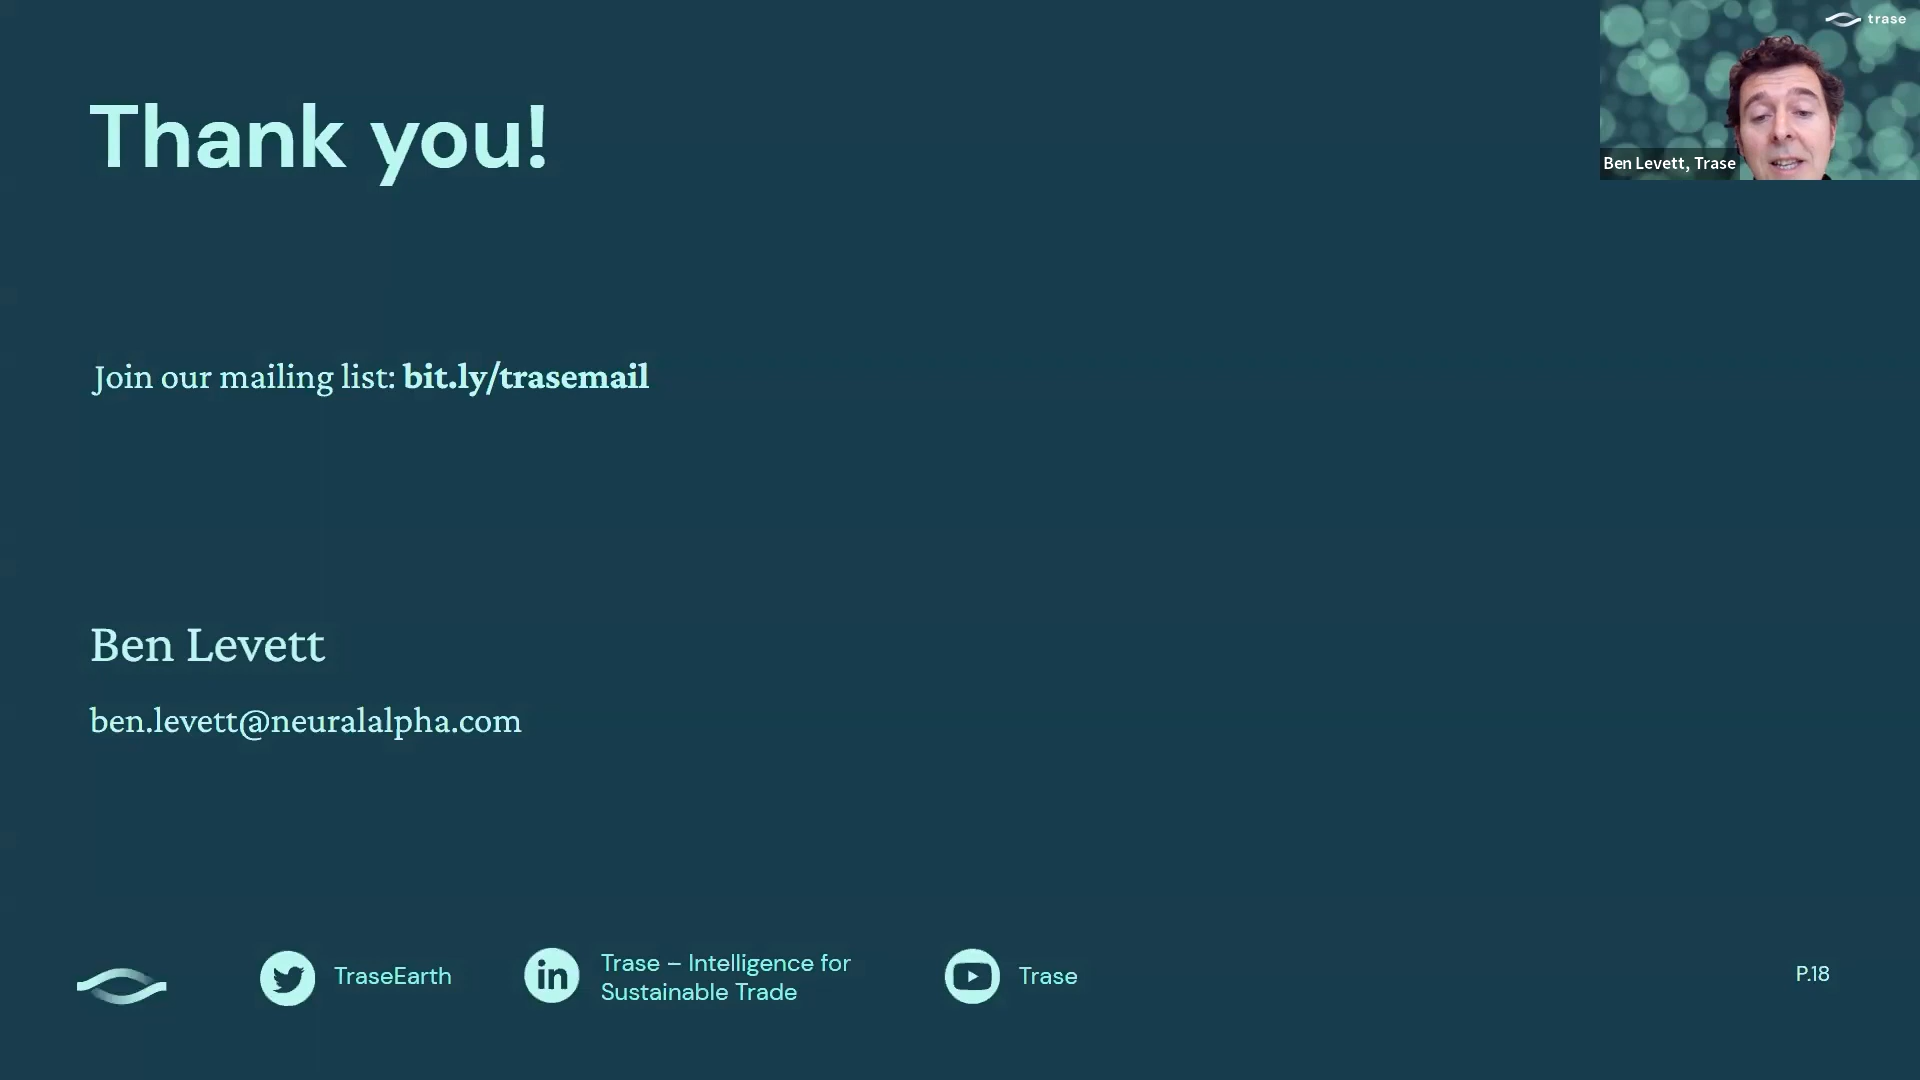 trase
Thank you!
Ben Levett, Trase
Join our mailing list: bit.ly/trasemail
Ben Levett
ben.levett@neuralalpha.com
TraseEarth
in
Trase – Intelligence for
Sustainable Trade
Trase
P.18